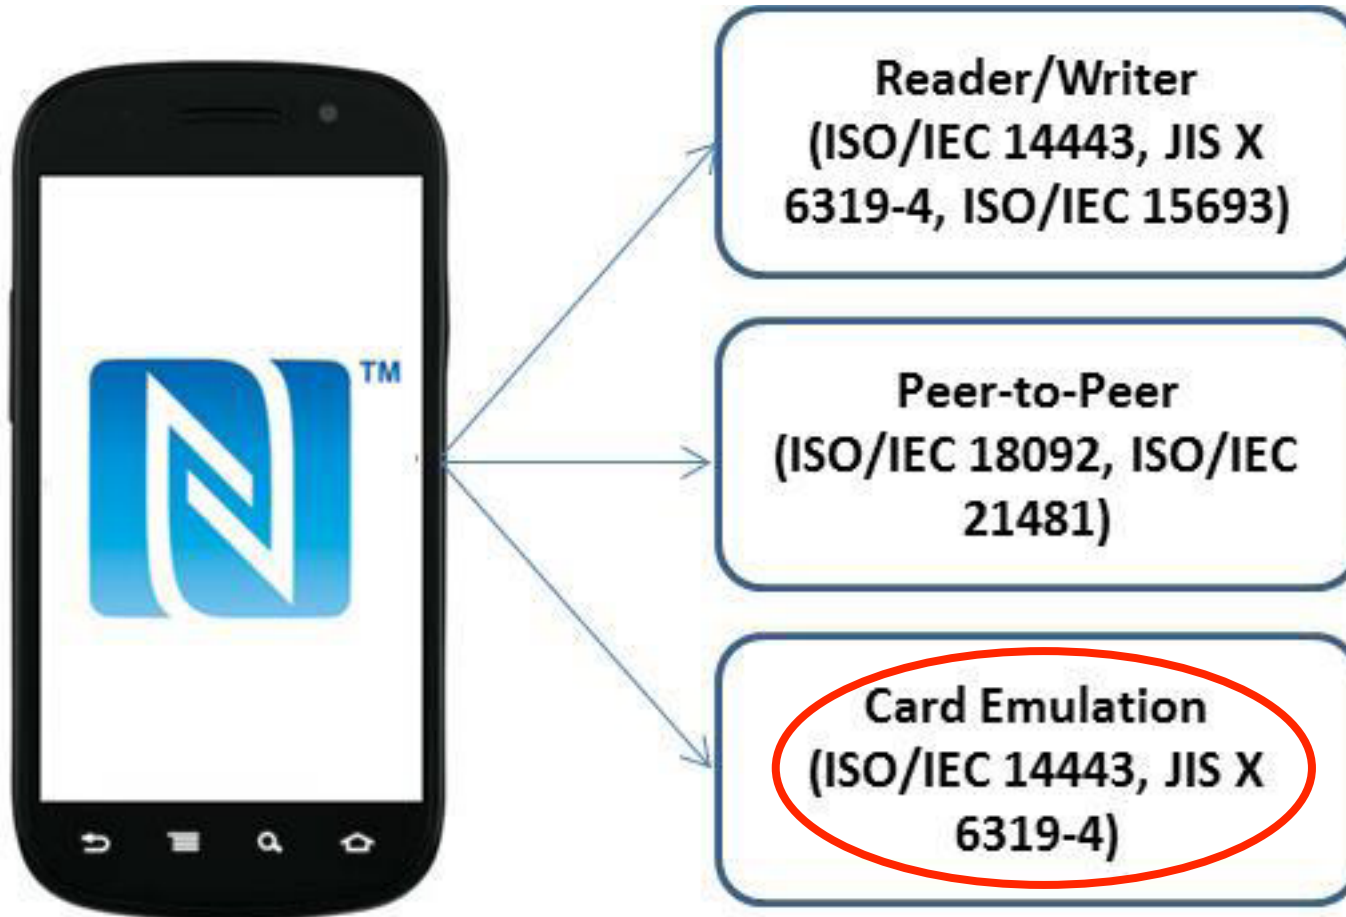 Reader/Writer
(ISO/IEC 14443, JIS X
6319-4, ISO/IEC 15693)
TM
Peer-to-Peer
(ISO/IEC 18092, ISO/IEC
21481)
Card Emulation
(ISO/IEC 14443, JIS X
6319-4)